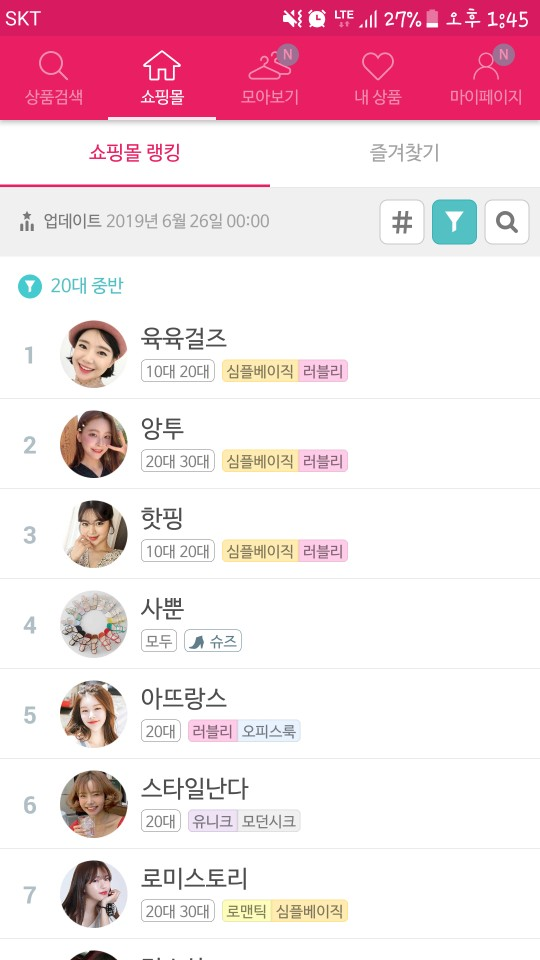 SKT LTE 27% 오후 1:45
N N
상품검색 쇼핑몰 모아보기 내 상품 마이페이지
쇼핑몰 랭킹 즐겨찾기
업데이트 2019년 6월 26일 00:00 #
20대 중반
1 육육걸즈
10대 20대 심플베이직 러블리
2 앙투
20대 30대 심플베이직 러블리
3 핫핑
10대 20대 심플베이직 러블리
4 사뿐
모두 슈즈
5 아뜨랑스
20대 러블리 오피스룩
6 스타일난다
20대 유니크 모던시크
7 로미스토리
20대 30대 로맨틱 심플베이직